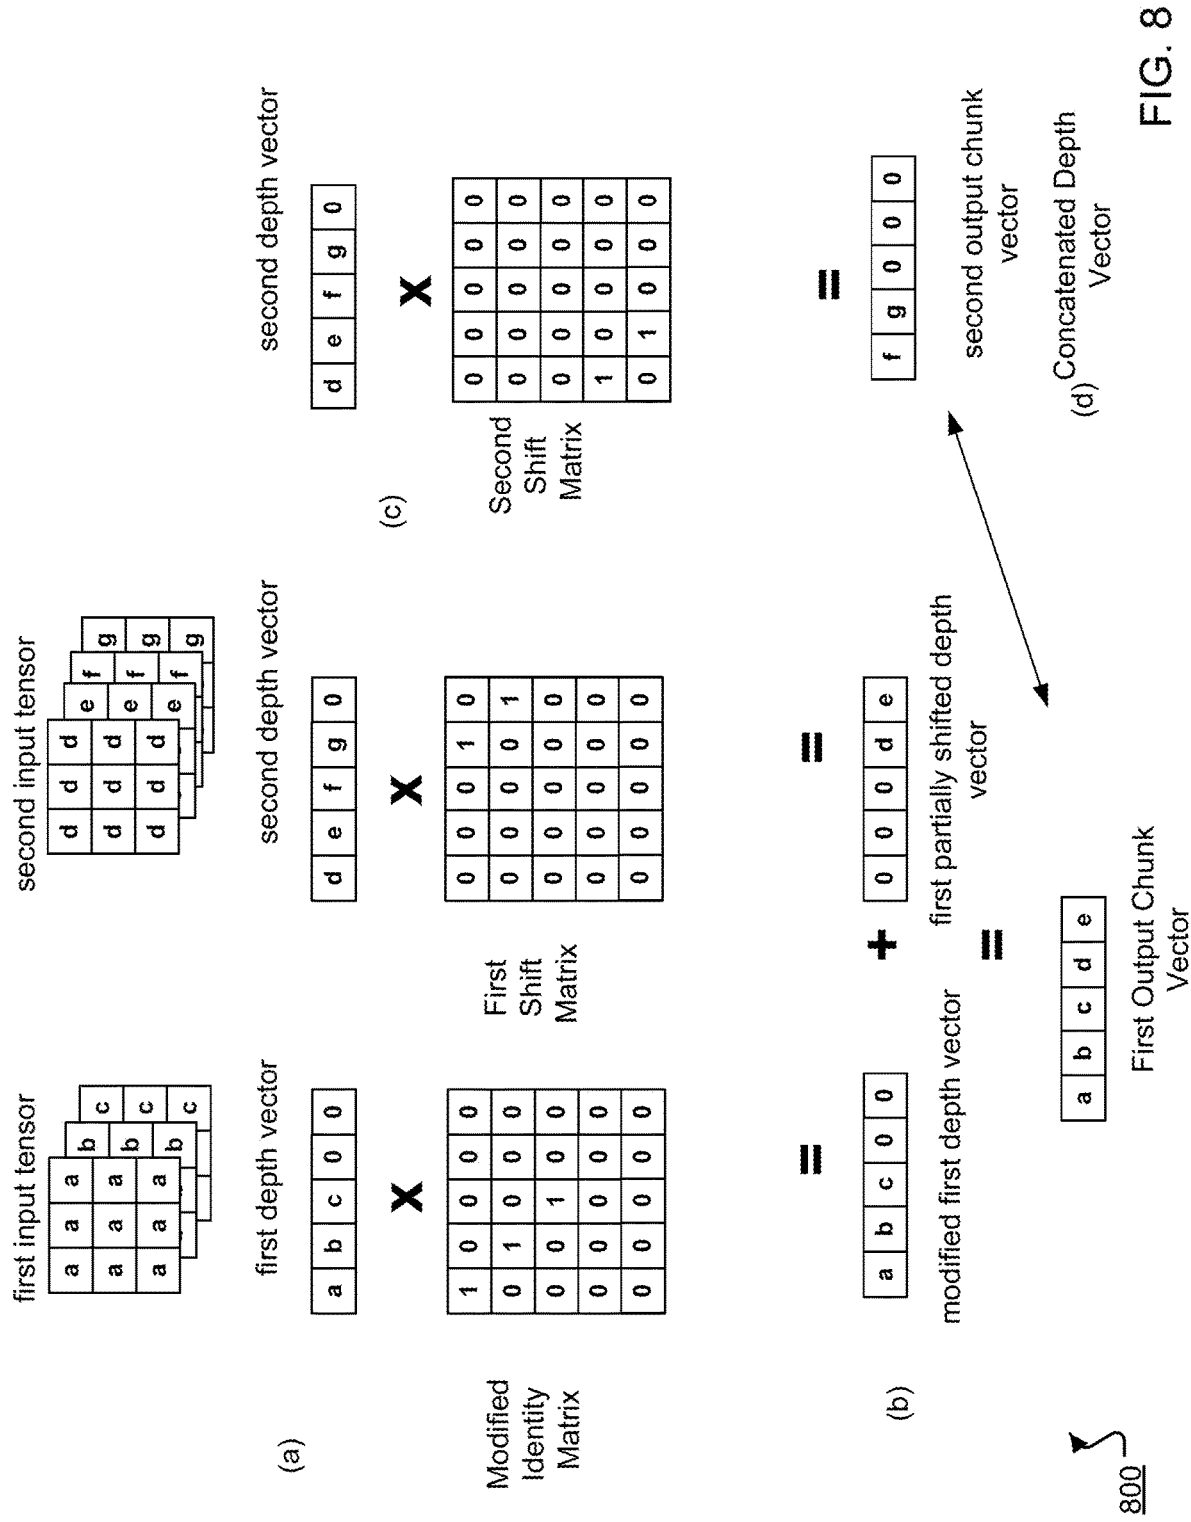 first input tensor
a a a
a a a
a a a
b
b
b
c
c
c
second input tensor
d d d
d d d
d d d
e
e
e
f
f
f
g
g
g
(a)
first depth vector
a b c 0 0
X
Modified
Identity
Matrix
1 0 0 0 0
0 1 0 0 0
0 0 1 0 0
0 0 0 0 0
0 0 0 0 0
=
second depth vector
d e f g 0
X
First
Shift
Matrix
0 0 0 1 0
0 0 0 0 1
0 0 0 0 0
0 0 0 0 0
0 0 0 0 0
=
(c)
second depth vector
d e f g 0
X
Second
Shift
Matrix
0 0 0 0 0
0 0 0 0 0
0 0 0 0 0
1 0 0 0 0
0 1 0 0 0
=
(b)
a b c 0 0
modified first depth vector
+
0 0 0 d e
first partially shifted depth
vector
=
a b c d e
First Output Chunk
Vector
f g 0 0 0
second output chunk
vector
(d) Concatenated Depth
Vector
800
FIG. 8